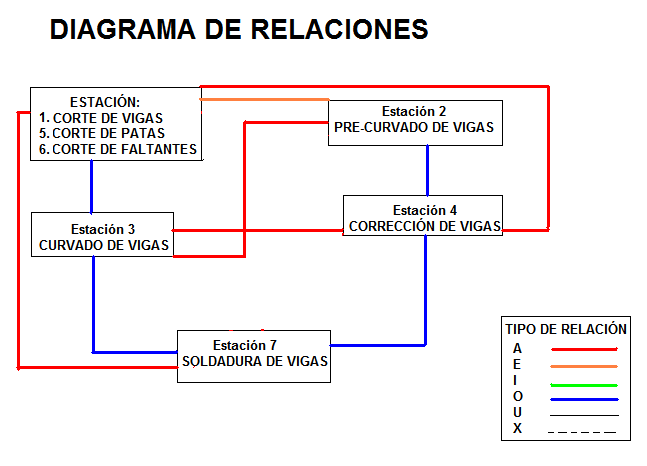 DIAGRAMA DE RELACIONES
ESTACIÓN:
1. CORTE DE VIGAS
5. CORTE DE PATAS
6. CORTE DE FALTANTES
Estación 2
PRE-CURVADO DE VIGAS
Estación 3
CURVADO DE VIGAS
Estación 4
CORRECCIÓN DE VIGAS
Estación 7
SOLDADURA DE VIGAS
TIPO DE RELACIÓN
A
E
I
O
U
X